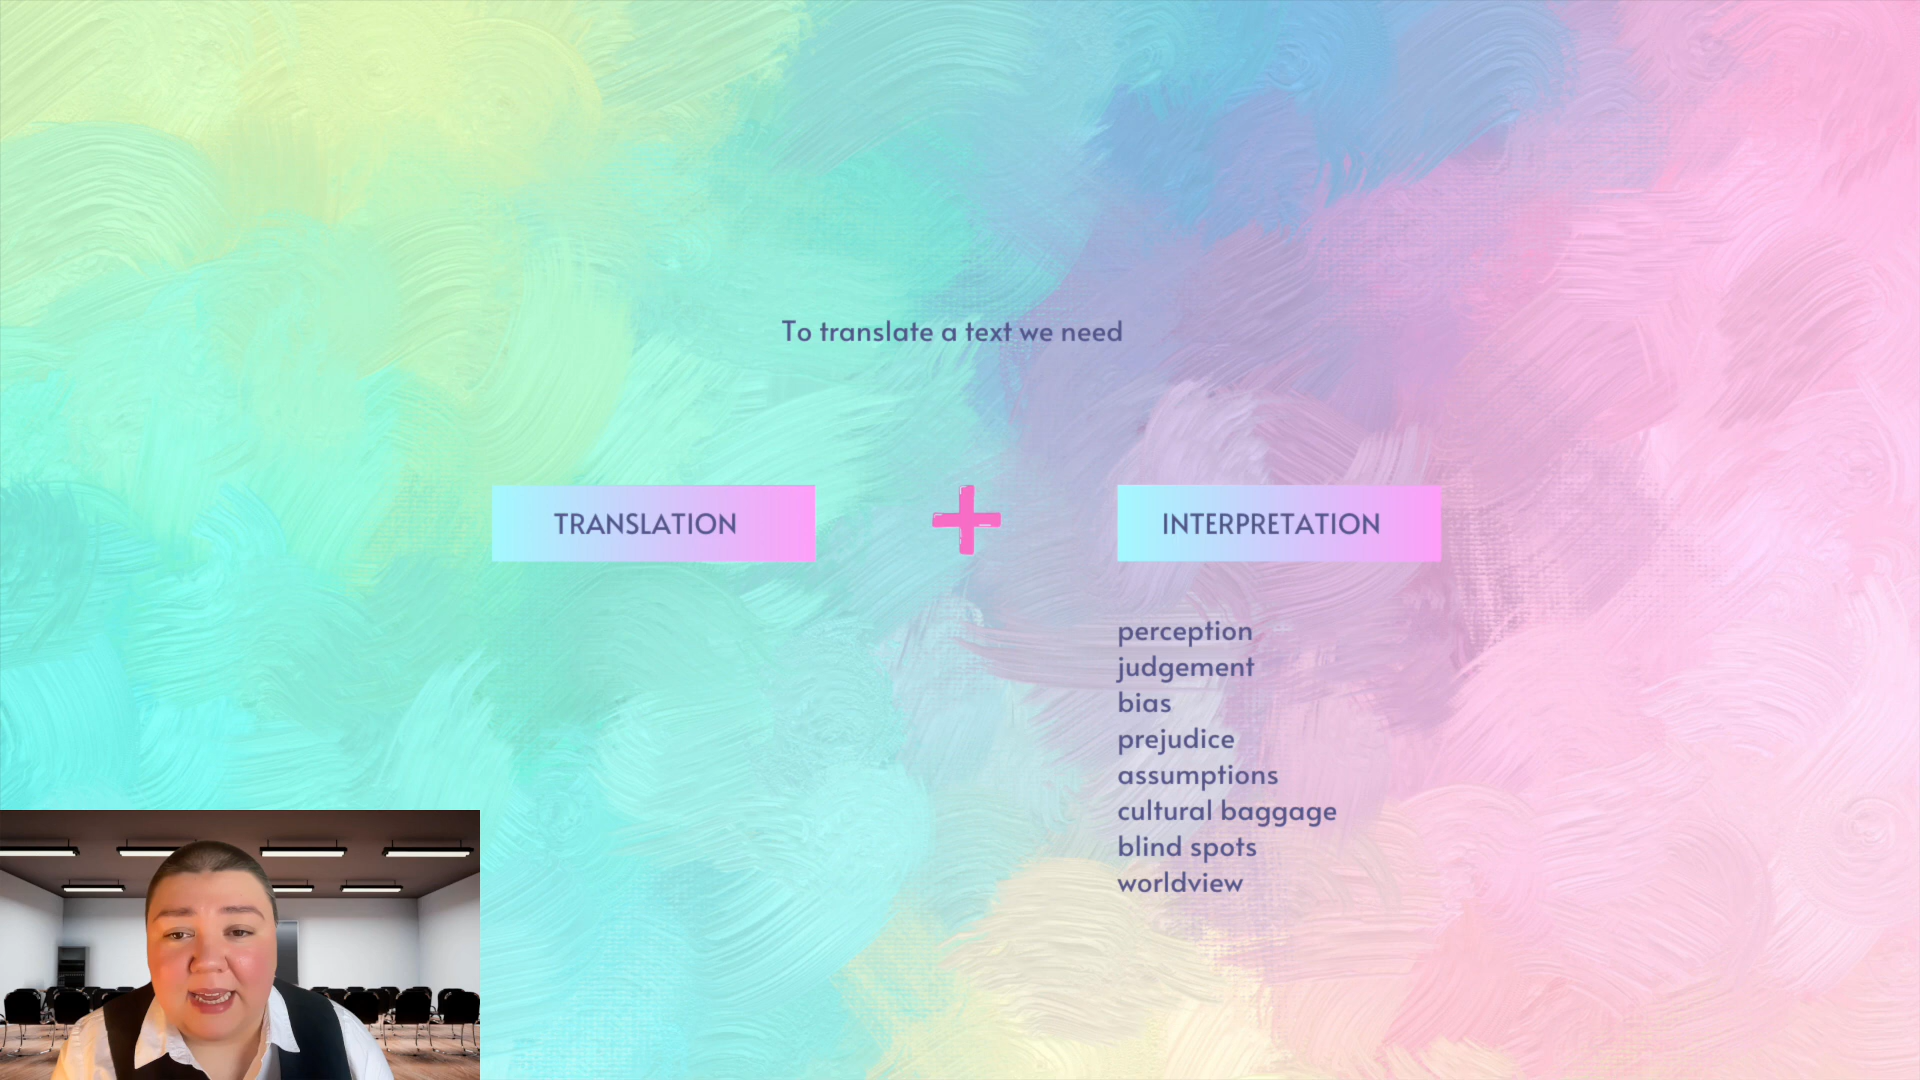 To translate a text we need
TRANSLATION
INTERPRETATION
perception
judgement
bias
prejudice
assumptions
cultural baggage
blind spots
worldview